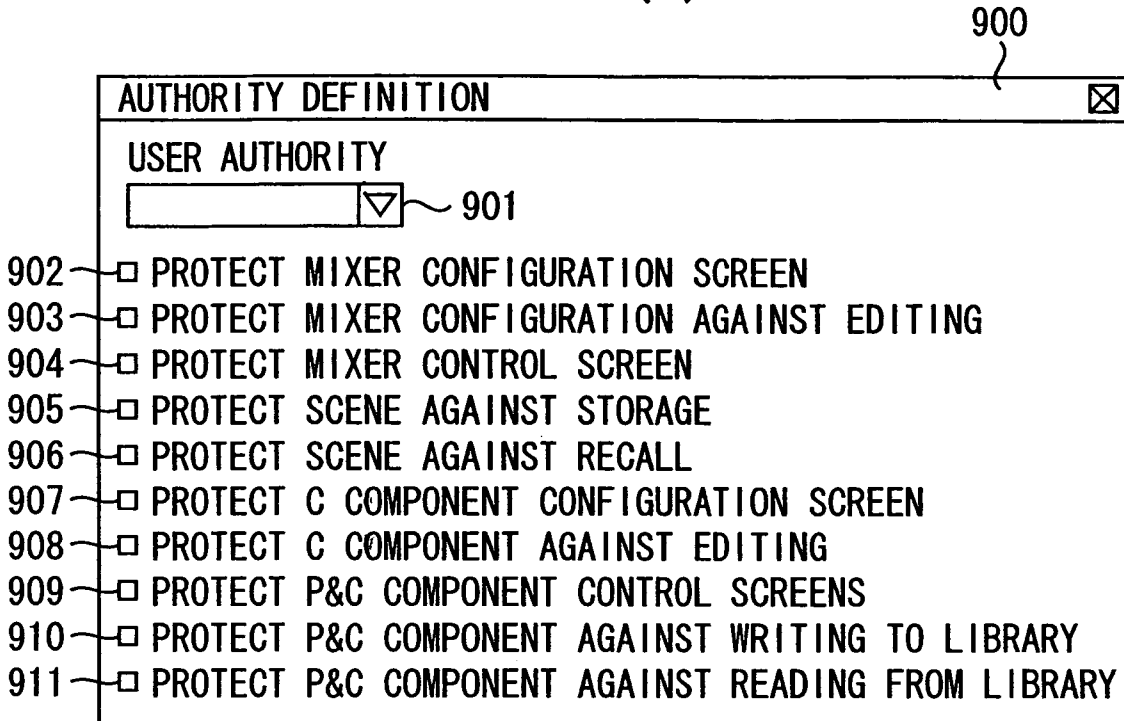 900
AUTHORITY DEFINITION
USER AUTHORITY
901
902 PROTECT MIXER CONFIGURATION SCREEN
903 PROTECT MIXER CONFIGURATION AGAINST EDITING
904 PROTECT MIXER CONTROL SCREEN
905 PROTECT SCENE AGAINST STORAGE
906 PROTECT SCENE AGAINST RECALL
907 PROTECT C COMPONENT CONFIGURATION SCREEN
908 PROTECT C COMPONENT AGAINST EDITING
909 PROTECT P&C COMPONENT CONTROL SCREENS
910 PROTECT P&C COMPONENT AGAINST WRITING TO LIBRARY
911 PROTECT P&C COMPONENT AGAINST READING FROM LIBRARY